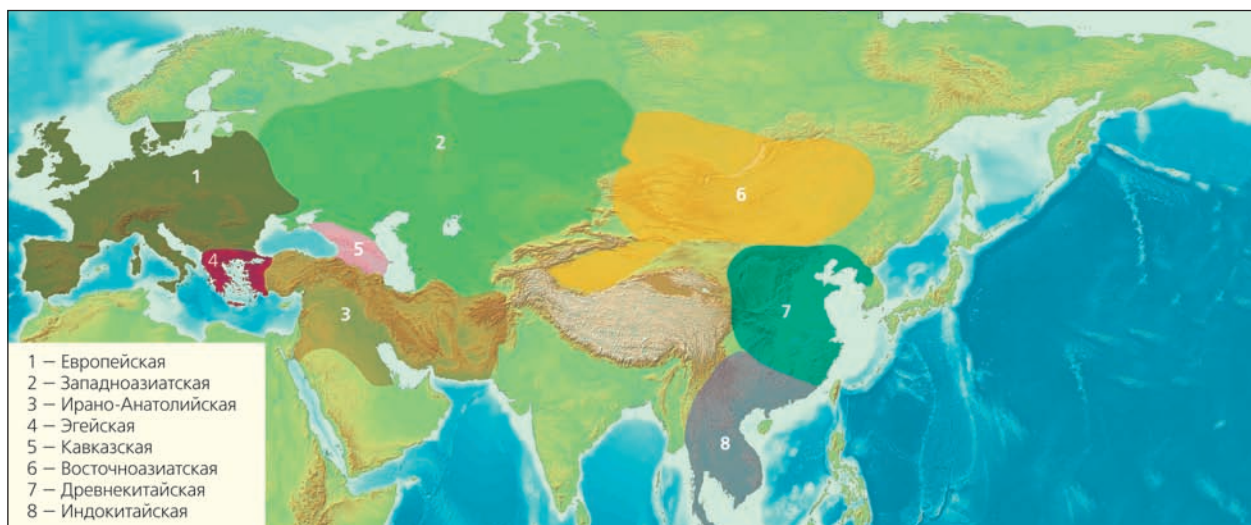 1
2
6
5
4
7
3
8
1 – Европейская
2 – Западноазиатская
3 – Ирано-Анатолийская
4 – Эгейская
5 – Кавказская
6 – Восточноазиатская
7 – Древнекитайская
8 – Индокитайская